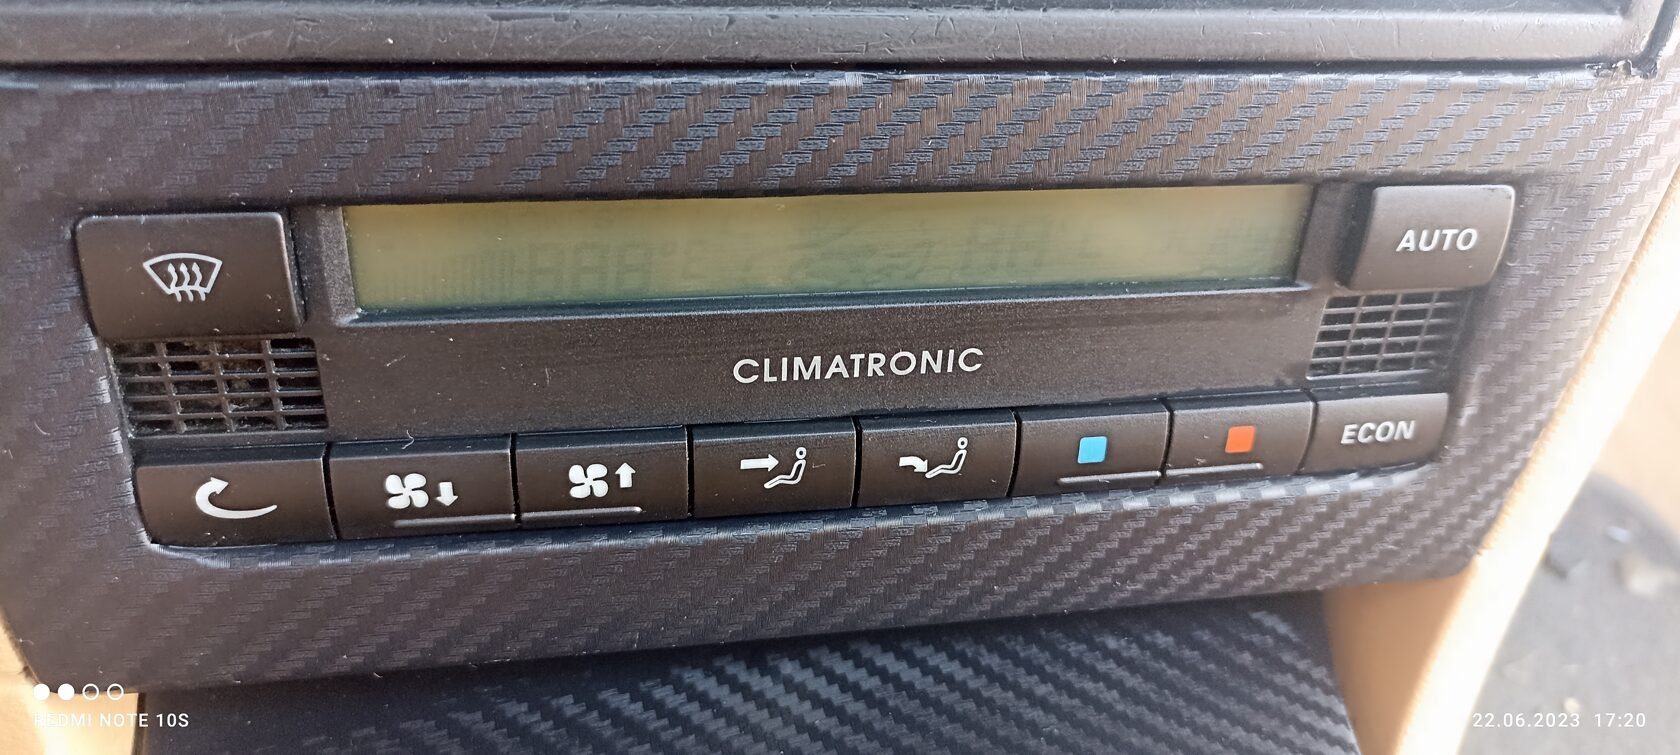 AUTO
CLIMATRONIC
ECON
REDMI NOTE 10S
22.06.2023 17:20